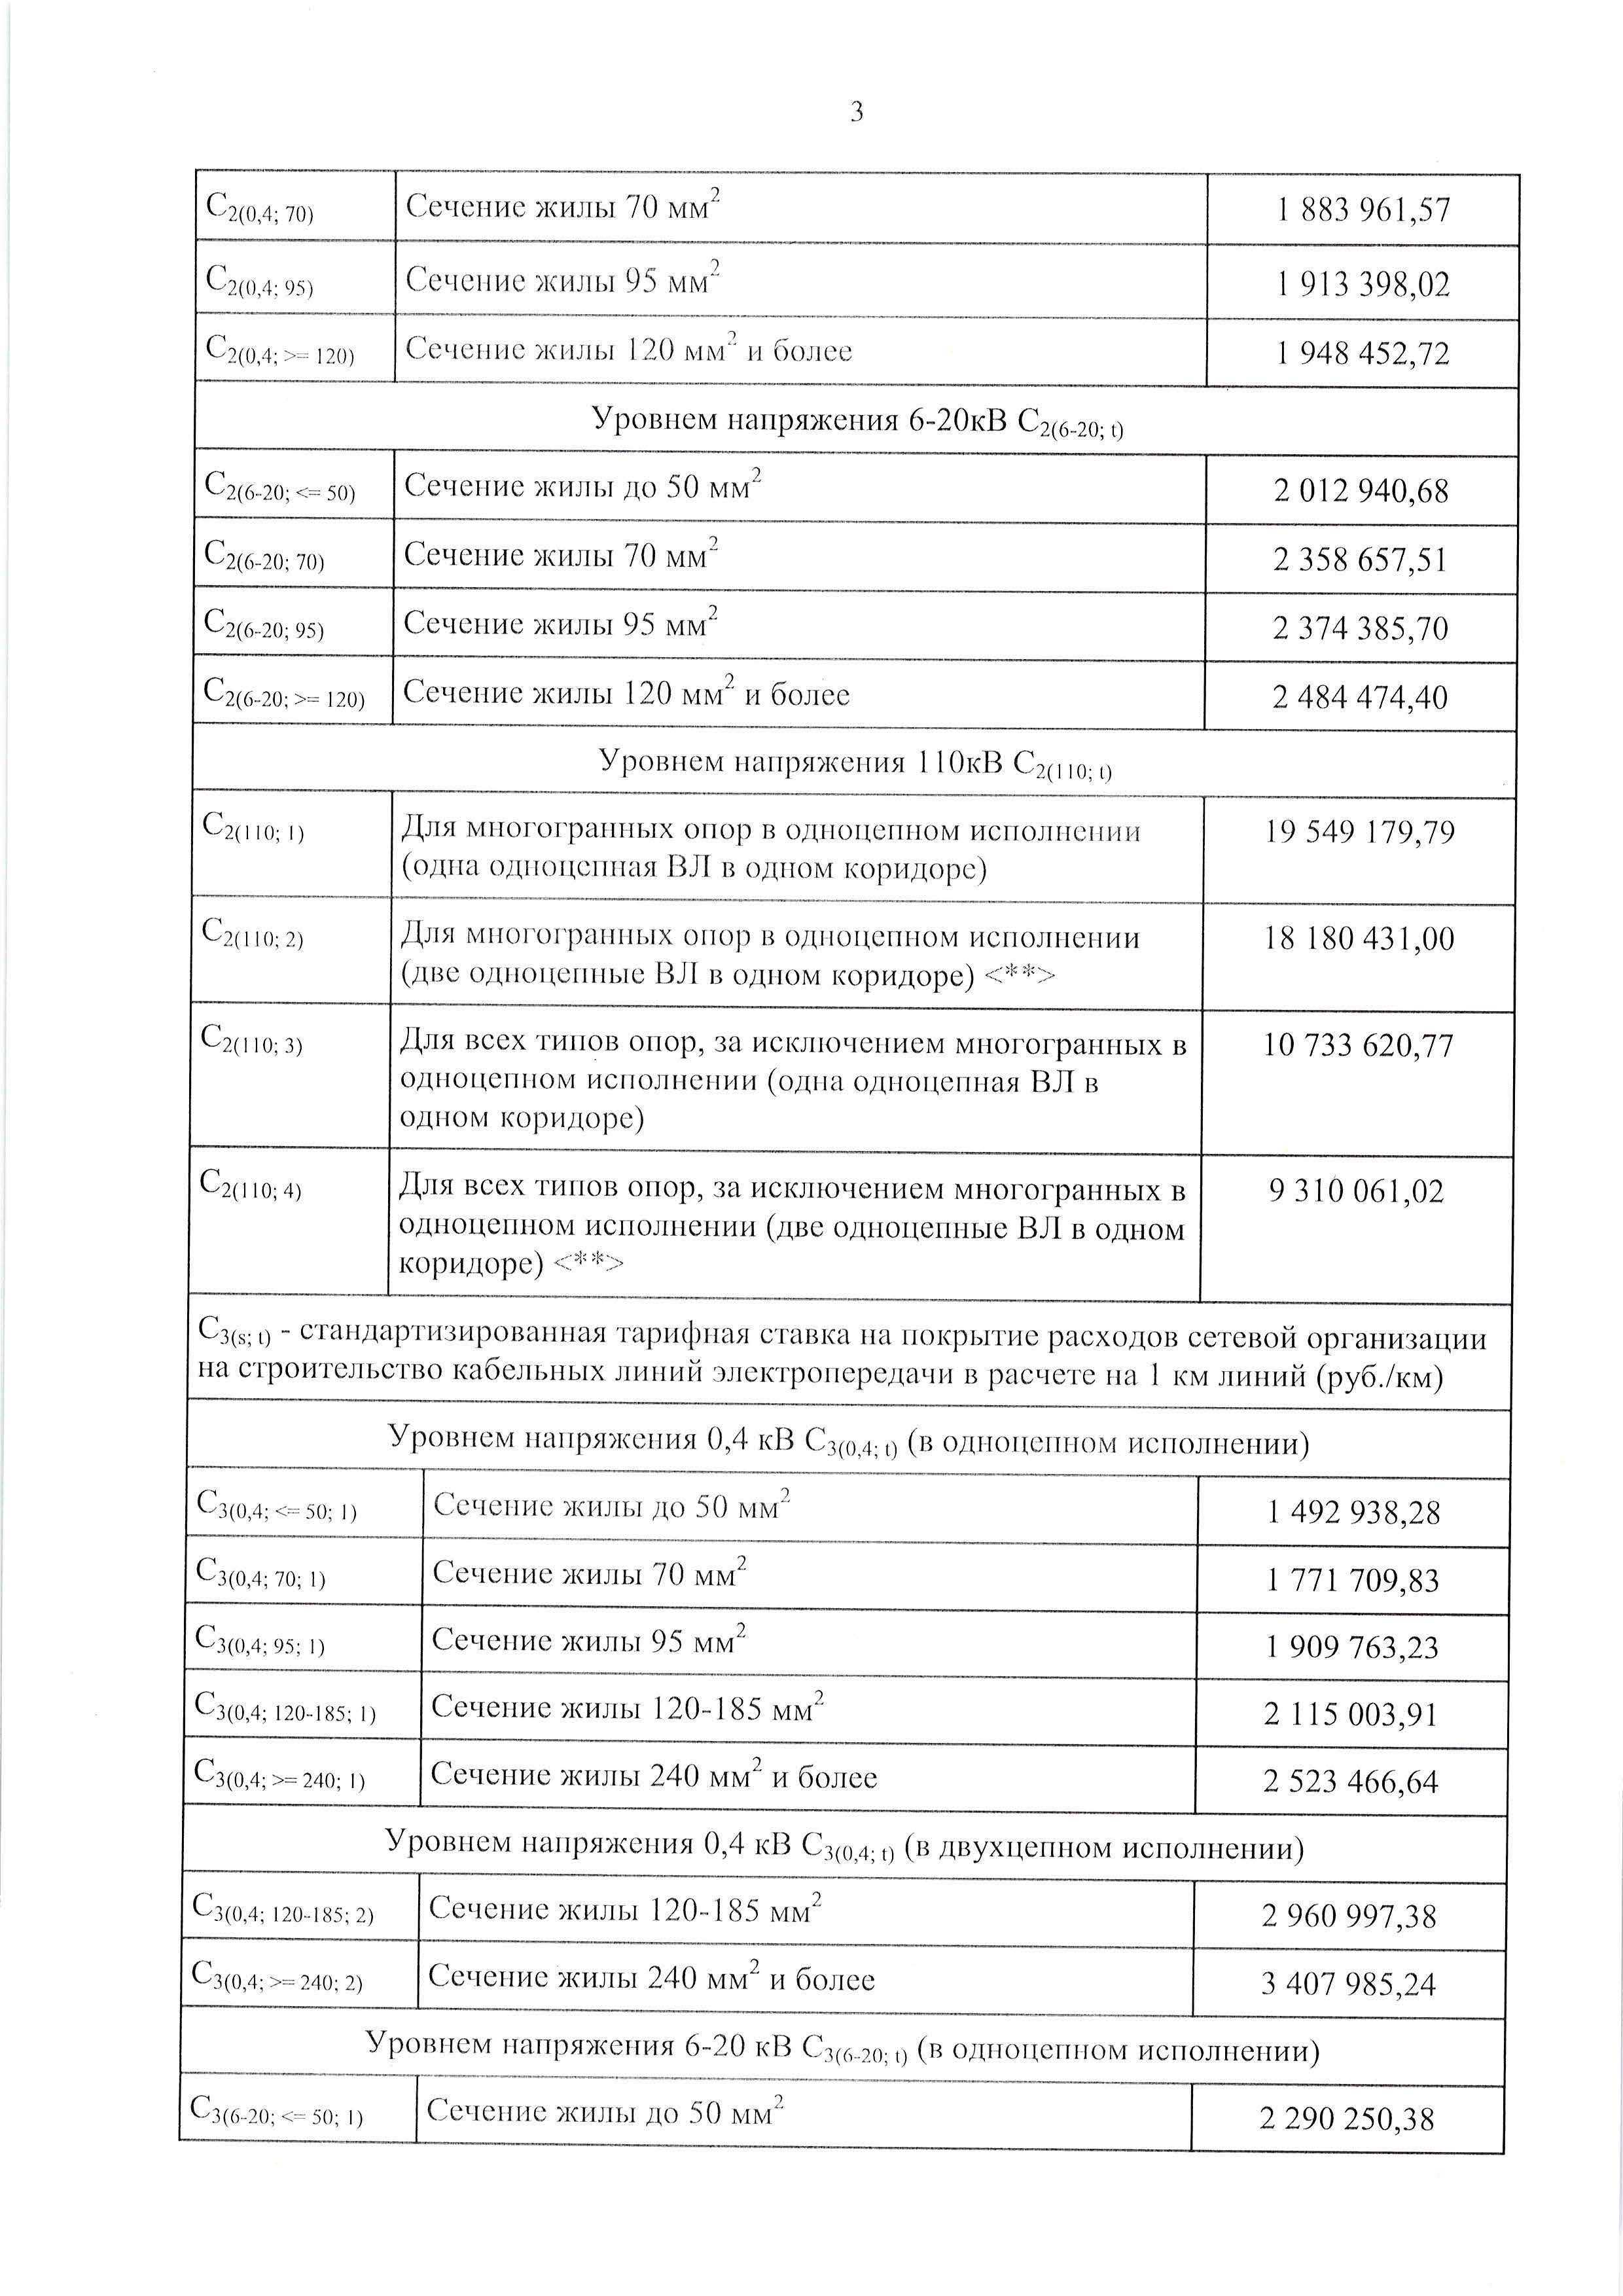 3
C2(0,4; 70) Сечение жилы 70 мм² 1 883 961,57
C2(0,4; 95) Сечение жилы 95 мм² 1 913 398,02
C2(0,4; >= 120) Сечение жилы 120 мм² и более 1 948 452,72
Уровнем напряжения 6-20кВ C2(6-20; t)
C2(6-20; <= 50) Сечение жилы до 50 мм² 2 012 940,68
C2(6-20; 70) Сечение жилы 70 мм² 2 358 657,51
C2(6-20; 95) Сечение жилы 95 мм² 2 374 385,70
C2(6-20; >= 120) Сечение жилы 120 мм² и более 2 484 474,40
Уровнем напряжения 110кВ C2(110; t)
C2(110; 1) Для многогранных опор в одноцепном исполнении 19 549 179,79
(одна одноцепная ВЛ в одном коридоре)
C2(110; 2) Для многогранных опор в одноцепном исполнении 18 180 431,00
(две одноцепные ВЛ в одном коридоре) <**>
C2(110; 3) Для всех типов опор, за исключением многогранных в 10 733 620,77
одноцепном исполнении (одна одноцепная ВЛ в
одном коридоре)
C2(110; 4) Для всех типов опор, за исключением многогранных в 9 310 061,02
одноцепном исполнении (две одноцепные ВЛ в одном
коридоре) <**>
C3(s; t) - стандартизированная тарифная ставка на покрытие расходов сетевой организации
на строительство кабельных линий электропередачи в расчете на 1 км линий (руб./км)
Уровнем напряжения 0,4 кВ C3(0,4; t) (в одноцепном исполнении)
C3(0,4; <= 50; 1) Сечение жилы до 50 мм² 1 492 938,28
C3(0,4; 70; 1) Сечение жилы 70 мм² 1 771 709,83
C3(0,4; 95; 1) Сечение жилы 95 мм² 1 909 763,23
C3(0,4; 120-185; 1) Сечение жилы 120-185 мм² 2 115 003,91
C3(0,4; >= 240; 1) Сечение жилы 240 мм² и более 2 523 466,64
Уровнем напряжения 0,4 кВ C3(0,4; t) (в двухцепном исполнении)
C3(0,4; 120-185; 2) Сечение жилы 120-185 мм² 2 960 997,38
C3(0,4; >= 240; 2) Сечение жилы 240 мм² и более 3 407 985,24
Уровнем напряжения 6-20 кВ C3(6-20; t) (в одноцепном исполнении)
C3(6-20; <= 50; 1) Сечение жилы до 50 мм² 2 290 250,38